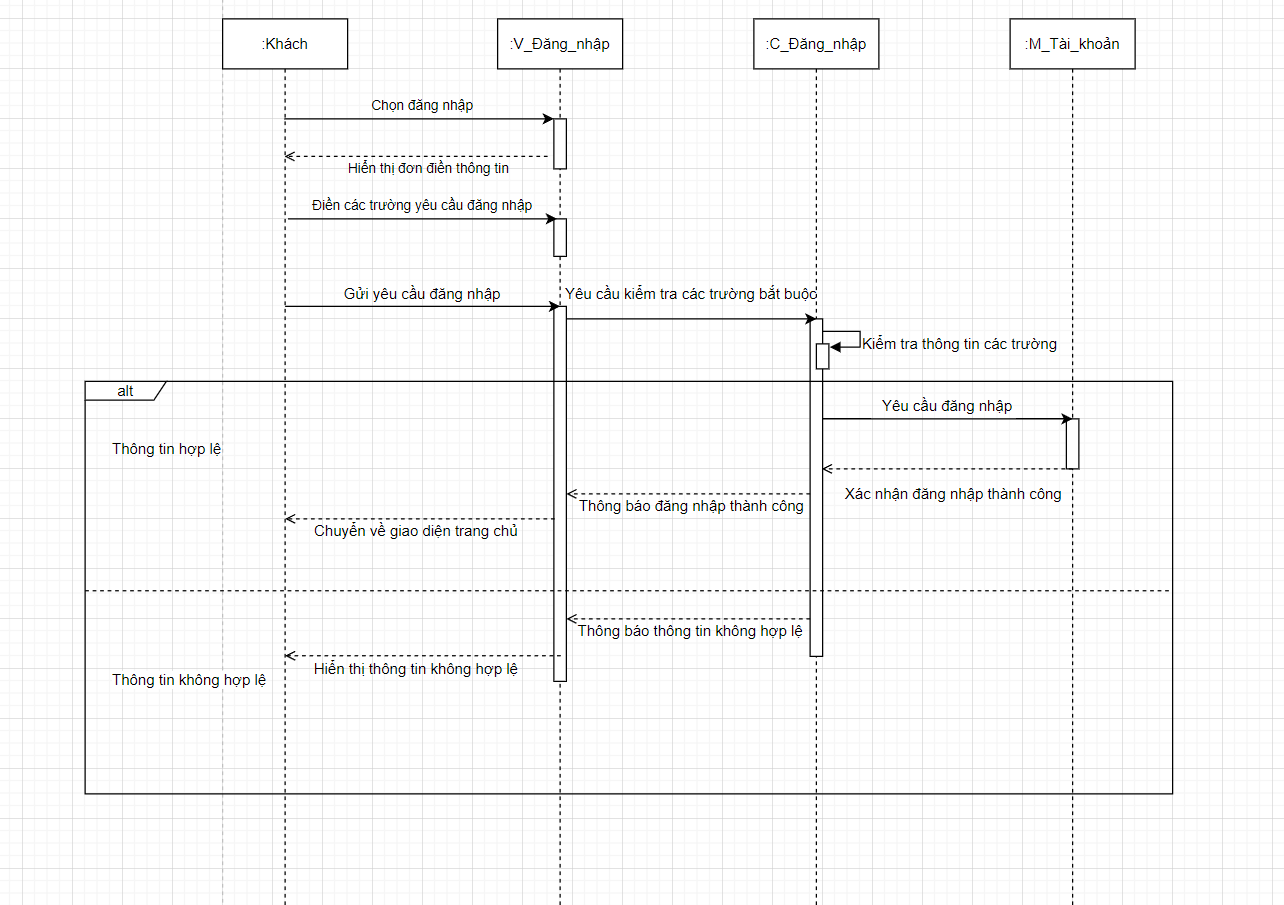 :Khách
:V_Đăng_nhập
:C_Đăng_nhập
:M_Tài_khoản
Chọn đăng nhập
Hiển thị đơn điền thông tin
Điền các trường yêu cầu đăng nhập
Gửi yêu cầu đăng nhập
Yêu cầu kiểm tra các trường bắt buộc
Kiểm tra thông tin các trường
alt
Yêu cầu đăng nhập
Thông tin hợp lệ
Xác nhận đăng nhập thành công
Thông báo đăng nhập thành công
Chuyển về giao diện trang chủ
Thông báo thông tin không hợp lệ
Hiển thị thông tin không hợp lệ
Thông tin không hợp lệ